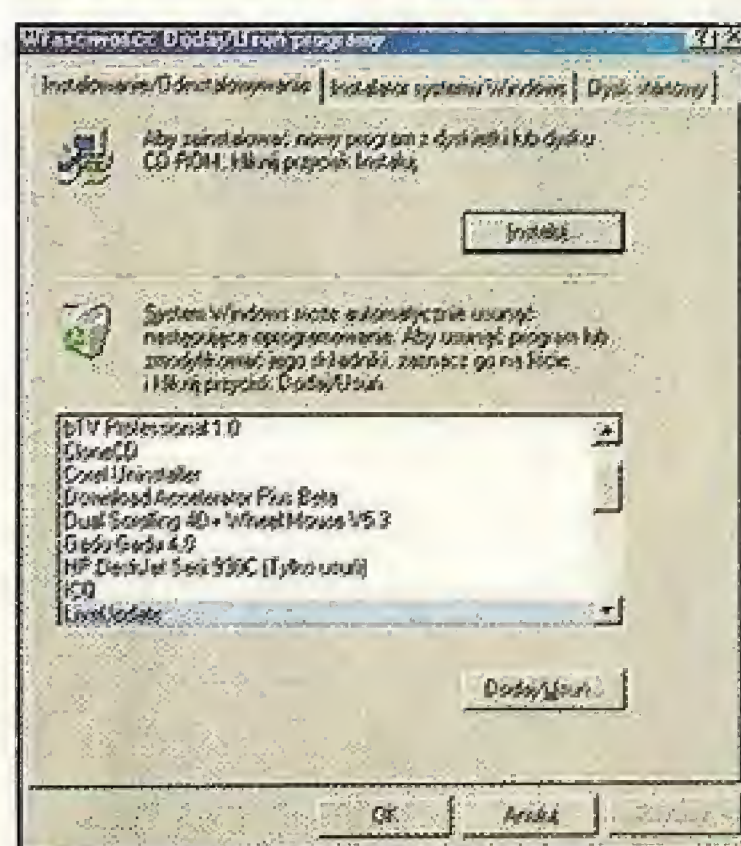 Właściwości: Dodaj/Usuń programy
Instalowanie/Odinstalowywanie
Instalator systemu Windows
Dysk startowy
Aby zainstalować nowy program z dyskietki lub dysku
CD-ROM, kliknij przycisk Instaluj.
Instaluj...
System Windows może automatycznie usunąć
następujące oprogramowanie. Aby usunąć program lub
zmodyfikować jego składniki, zaznacz go na liście
i kliknij przycisk Dodaj/Usuń.
bTV Professional 1.0
CloneCD
Corel Uninstaller
Download Accelerator Plus Beta
Dual Scrolling 4D+ Wheel Mouse V5.3
Gadu-Gadu 4.9
HP DeskJet Serii 930C (Tylko usuń)
ICQ
LiveUpdate
Dodaj/Usuń...
OK
Anuluj